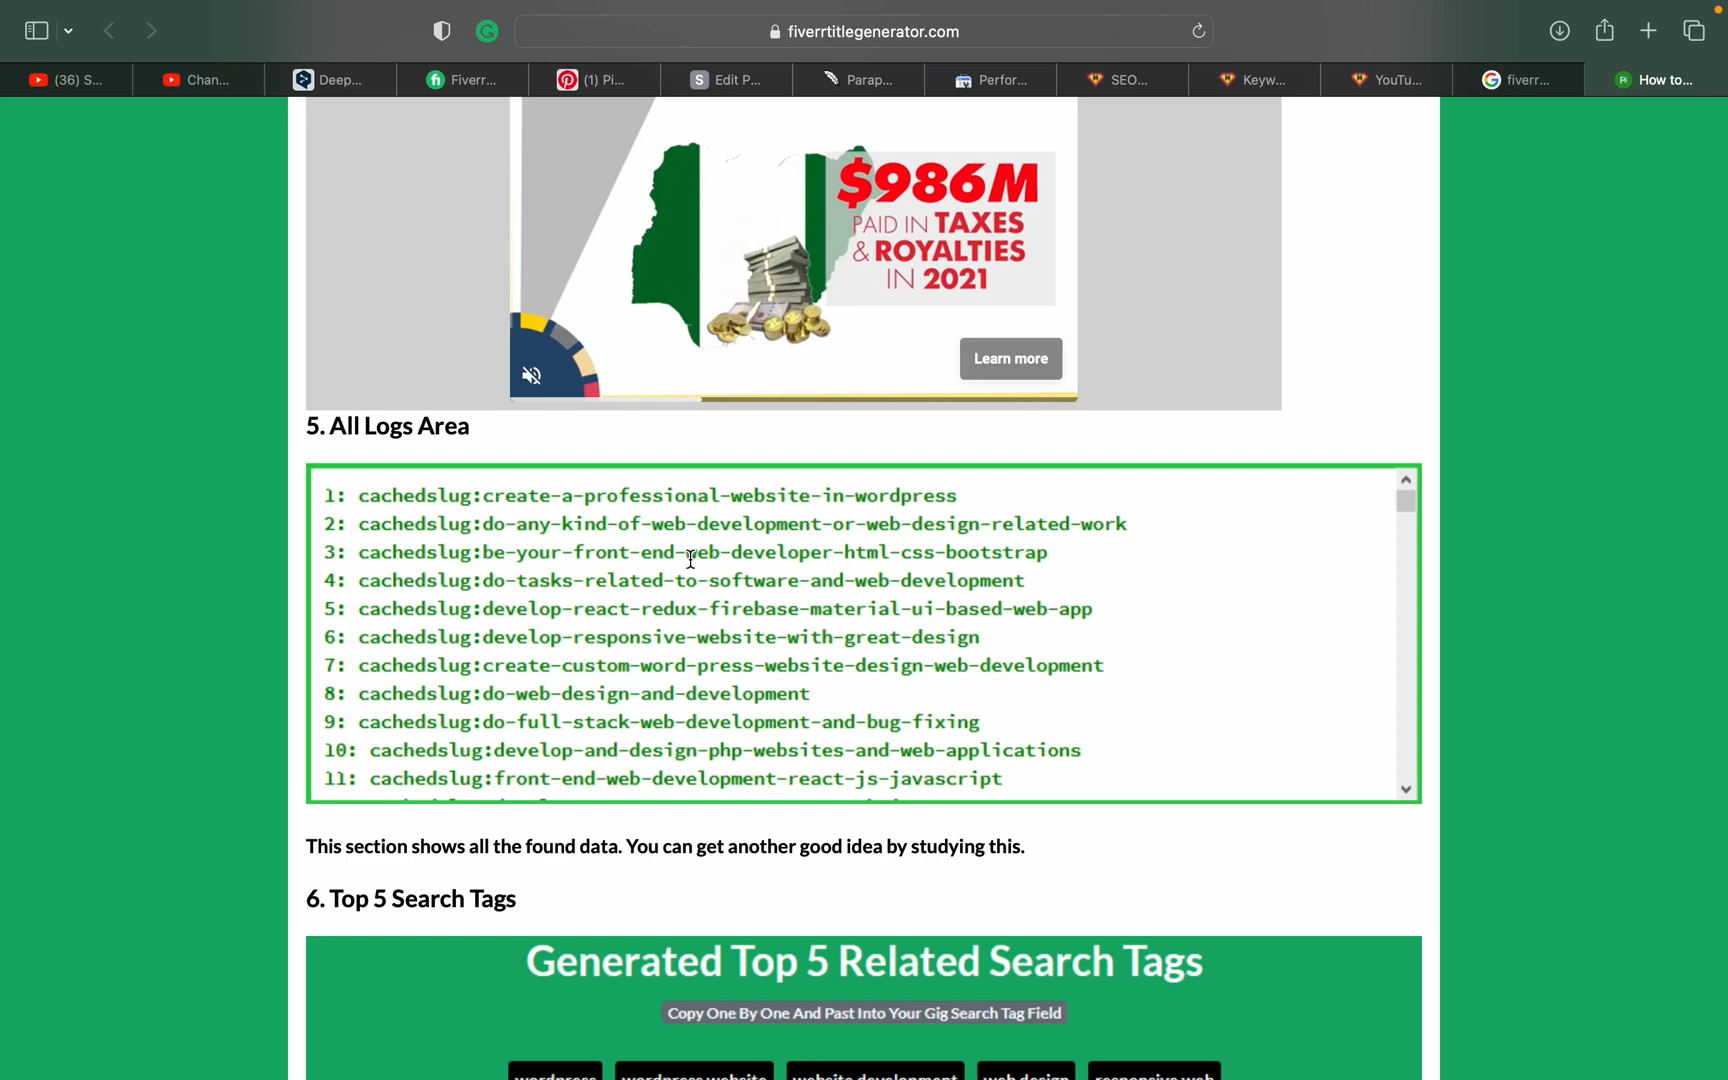 fiverrtitlegenerator.com
(36) S...
Chan...
Deep...
Fiverr...
(1) Pi...
Edit P...
Parap...
Perfor...
SEO...
Keyw...
YouTu...
fiverr...
How to...
$986M
PAID IN TAXES
& ROYALTIES
IN 2021
Learn more
5. All Logs Area
1: cachedslug:create-a-professional-website-in-wordpress
2: cachedslug:do-any-kind-of-web-development-or-web-design-related-work
3: cachedslug:be-your-front-end-web-developer-html-css-bootstrap
4: cachedslug:do-tasks-related-to-software-and-web-development
5: cachedslug:develop-react-redux-firebase-material-ui-based-web-app
6: cachedslug:develop-responsive-website-with-great-design
7: cachedslug:create-custom-word-press-website-design-web-development
8: cachedslug:do-web-design-and-development
9: cachedslug:do-full-stack-web-development-and-bug-fixing
10: cachedslug:develop-and-design-php-websites-and-web-applications
11: cachedslug:front-end-web-development-react-js-javascript
This section shows all the found data. You can get another good idea by studying this.
6. Top 5 Search Tags
Generated Top 5 Related Search Tags
Copy One By One And Past Into Your Gig Search Tag Field
wordpress wordpress website website development web design responsive web